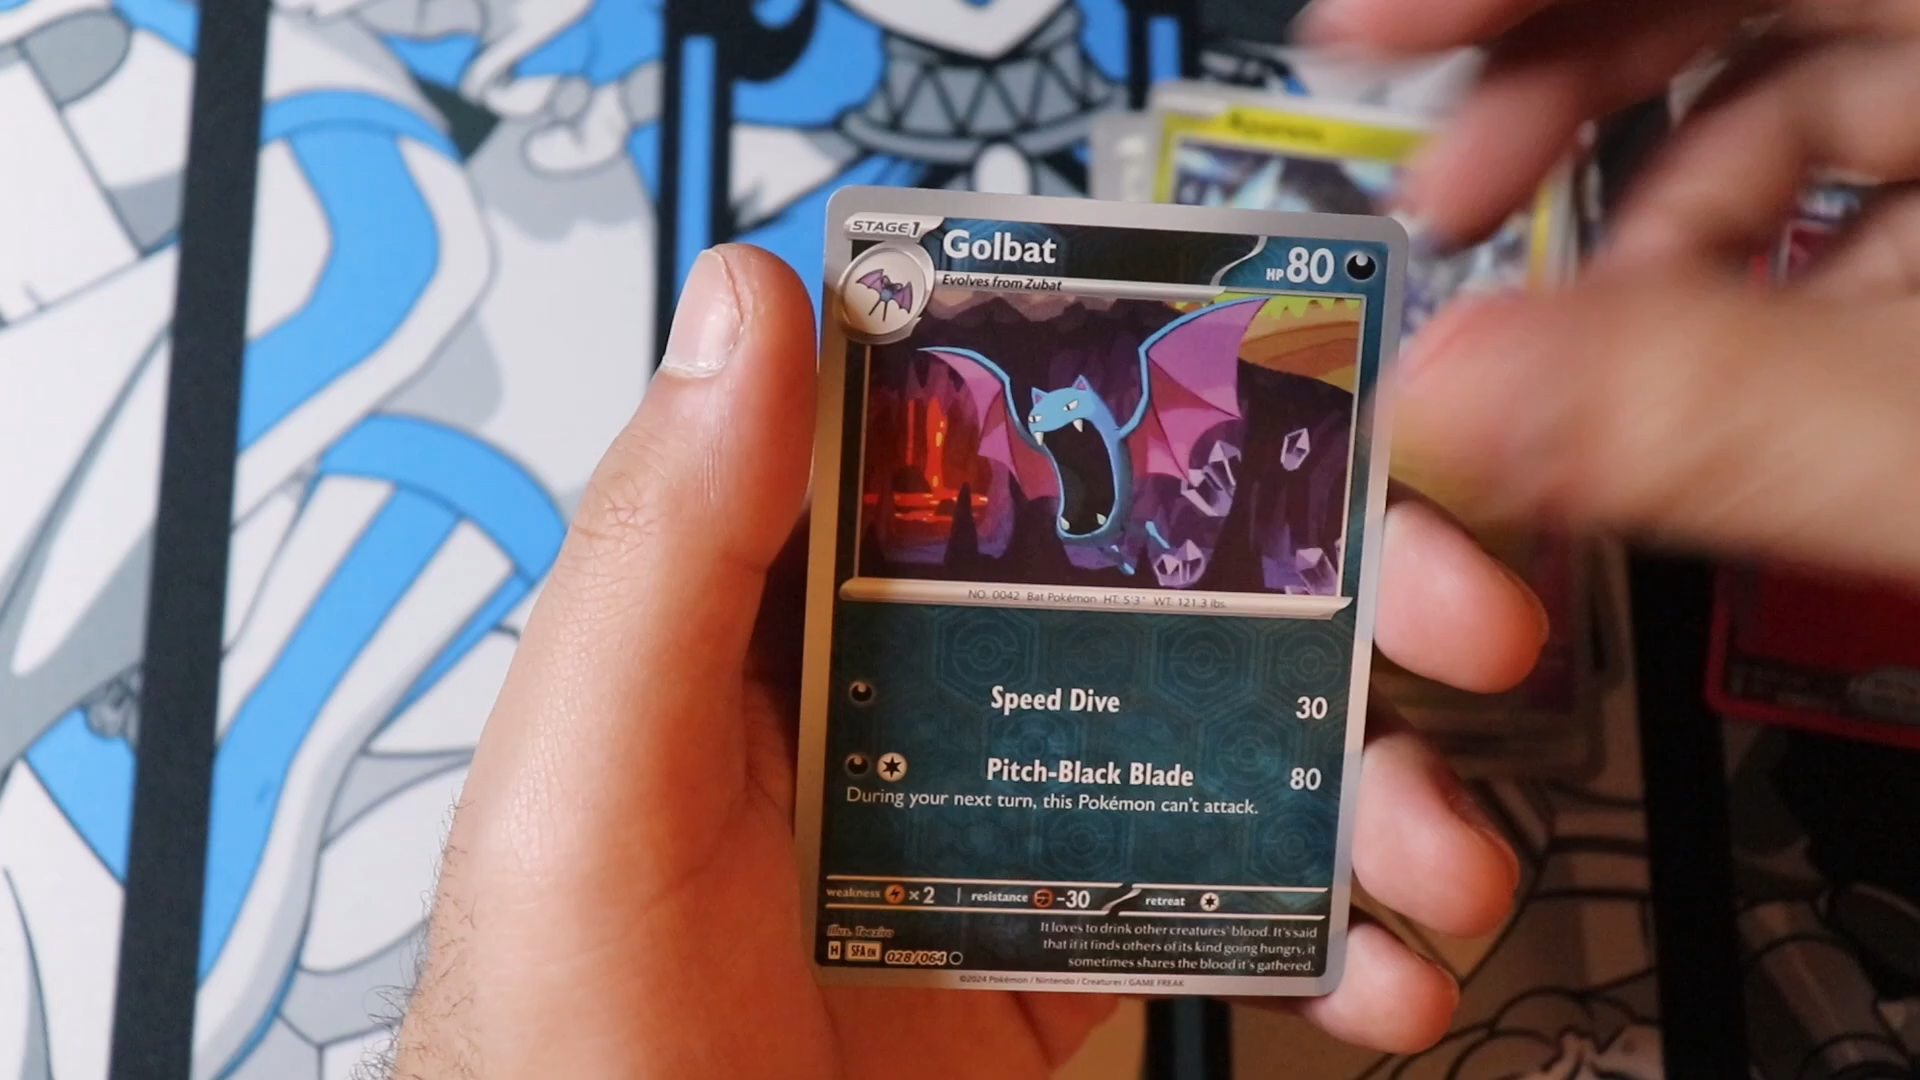 STAGE 1
Golbat
HP 80
Evolves from Zubat
NO. 0042 Bat Pokémon HT: 5'3" WT: 121.3 lbs.
Speed Dive 30
Pitch-Black Blade 80
During your next turn, this Pokémon can't attack.
weakness ×2 resistance -30 retreat
Illus. Teeziro
It loves to drink other creatures' blood. It's said
that if it finds others of its kind going hungry, it
sometimes shares the blood it's gathered.
H SFA EN 028/064
©2024 Pokémon / Nintendo / Creatures / GAME FREAK